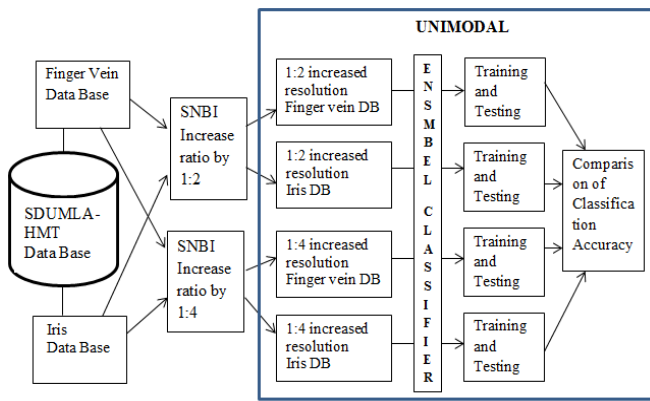 UNIMODAL
Finger Vein
Data Base
SDUMLA-
HMT
Data Base
Iris
Data Base
SNBI
Increase
ratio by
1:2
SNBI
Increase
ratio by
1:4
1:2 increased
resolution
Finger vein DB
1:2 increased
resolution
Iris DB
1:4 increased
resolution
Finger vein DB
1:4 increased
resolution
Iris DB
E
N
S
M
B
E
L
C
L
A
S
S
I
F
I
E
R
Training
and
Testing
Training
and
Testing
Training
and
Testing
Training
and
Testing
Comparis
on of
Classifica
tion
Accuracy